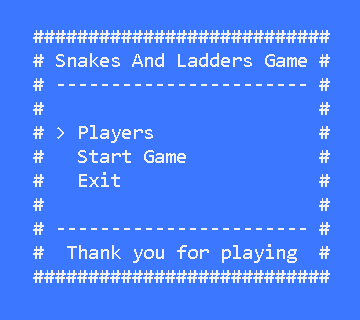 ###########################
# Snakes And Ladders Game #
# ----------------------- #
#                         #
# > Players               #
#   Start Game            #
#   Exit                  #
#                         #
# ----------------------- #
#  Thank you for playing  #
###########################